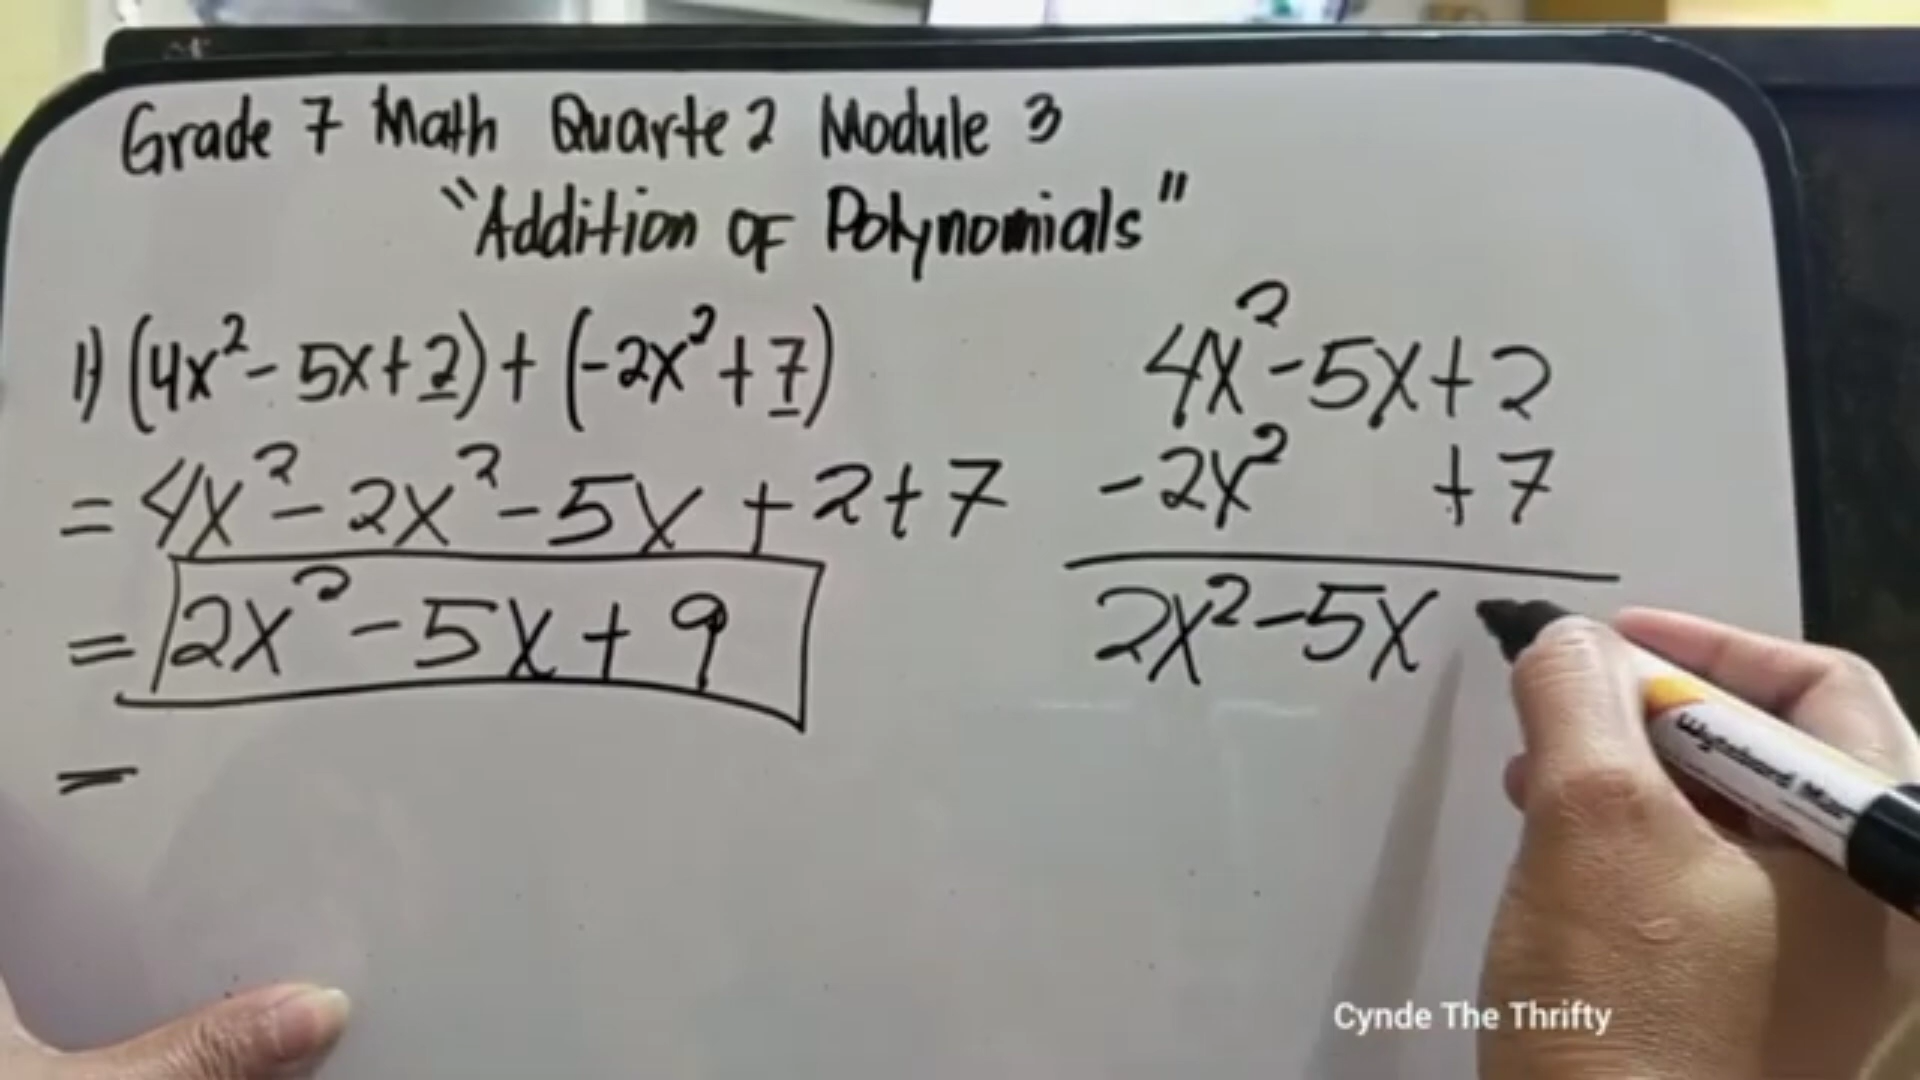 Grade 7 Math Quarte 2 Module 3
"Addition OF Polynomials"
1) (4x² - 5x + 2) + (-2x² + 7)
= 4x² - 2x² - 5x + 2 + 7
= 2x² - 5x + 9
=
4x² - 5x + 2
-2x² + 7
2x² - 5x
Cynde The Thrifty